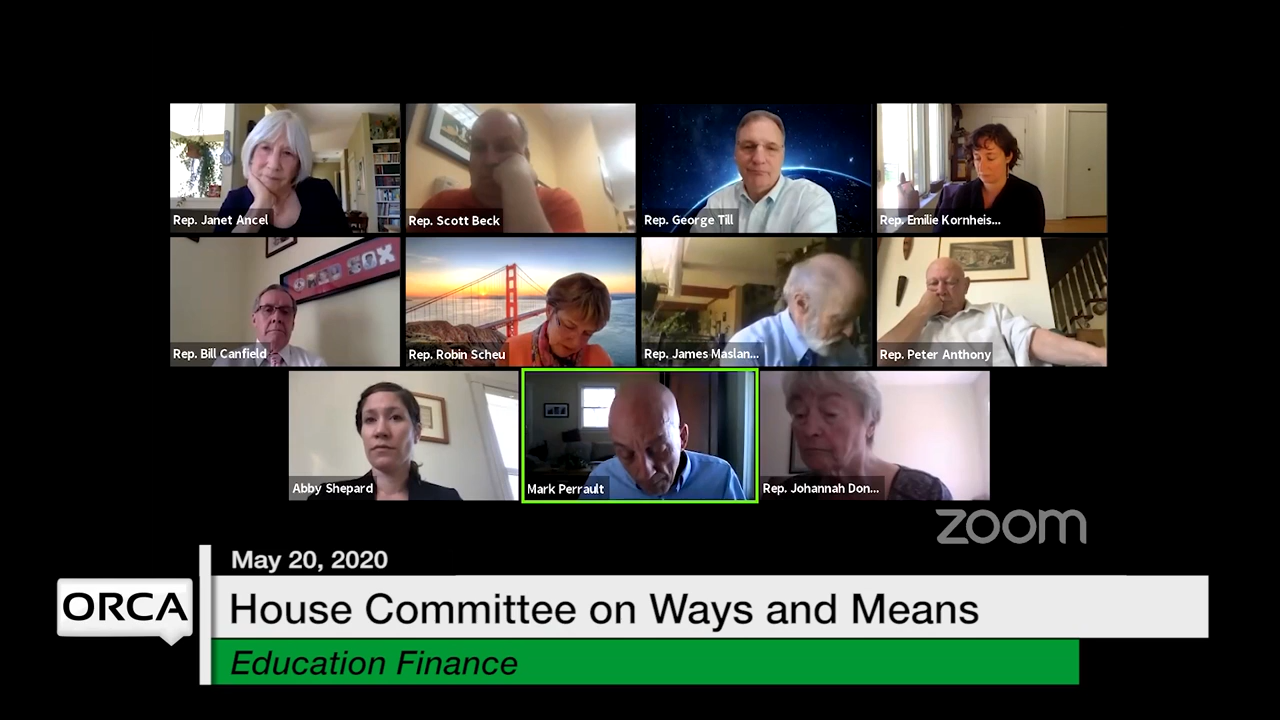 Rep. Janet Ancel
Rep. Scott Beck
Rep. George Till
Rep. Emilie Kornheis...
RED SOX
Rep. Bill Canfield
Rep. Robin Scheu
Rep. James Maslan...
Rep. Peter Anthony
Abby Shepard
Mark Perrault
Rep. Johannah Don...
zoom
May 20, 2020
ORCA
House Committee on Ways and Means
Education Finance